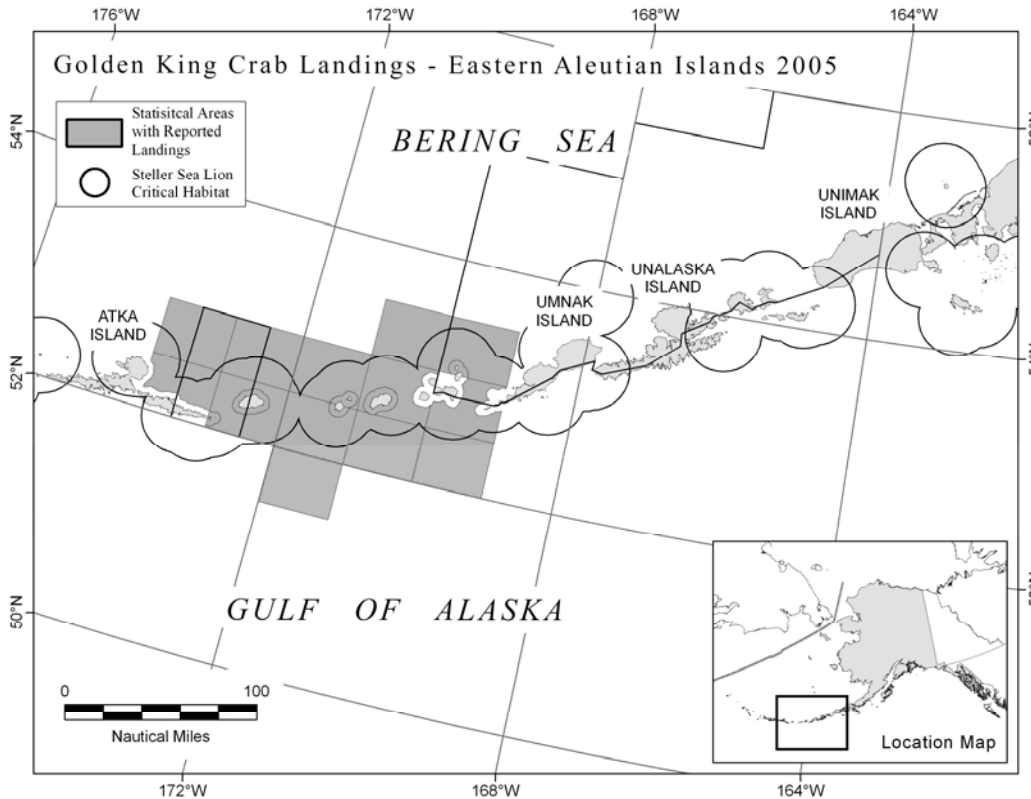 176°W
172°W
168°W
164°W
Golden King Crab Landings - Eastern Aleutian Islands 2005
Statisitcal Areas
with Reported
Landings
Steller Sea Lion
Critical Habitat
54°N
BERING SEA
UNIMAK
ISLAND
UNALASKA
ISLAND
UMNAK
ISLAND
ATKA
ISLAND
52°N
50°N
GULF OF ALASKA
0
100
Nautical Miles
Location Map
172°W
168°W
164°W